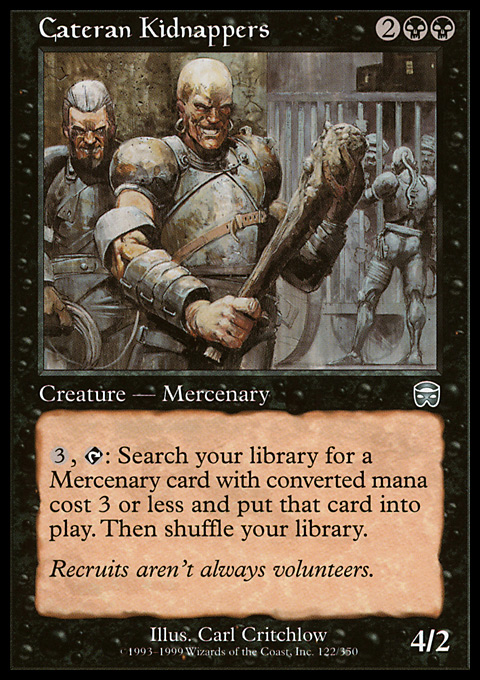 Cateran Kidnappers 2
Creature — Mercenary
3, : Search your library for a
Mercenary card with converted mana
cost 3 or less and put that card into
play. Then shuffle your library.
Recruits aren't always volunteers.
Illus. Carl Critchlow
©1993-1999 Wizards of the Coast, Inc. 122/350
4/2